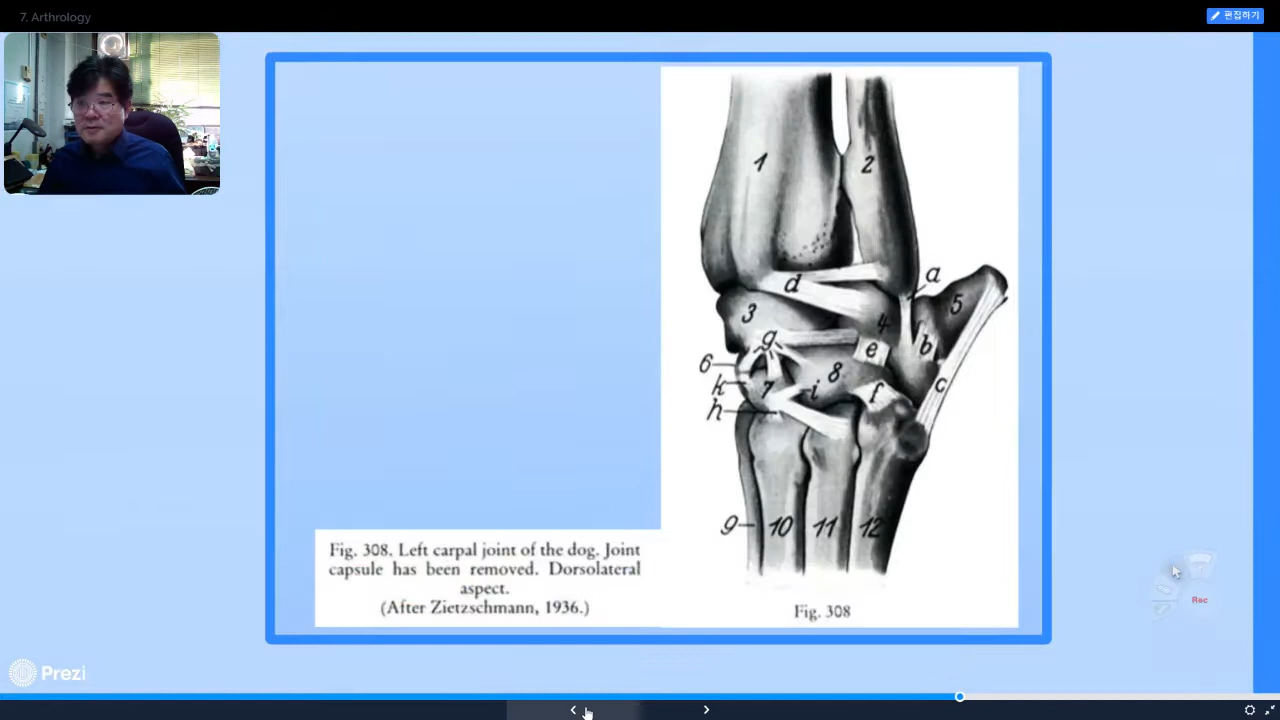 7. Arthrology
편집하기
1
2
a
d
5
3
4
g
e
b
6
8
k
7
i
f
c
h
9
10
11
12
Fig. 308. Left carpal joint of the dog. Joint
capsule has been removed. Dorsolateral
aspect.
(After Zietzschmann, 1936.)
Fig. 308
Rec
Prezi